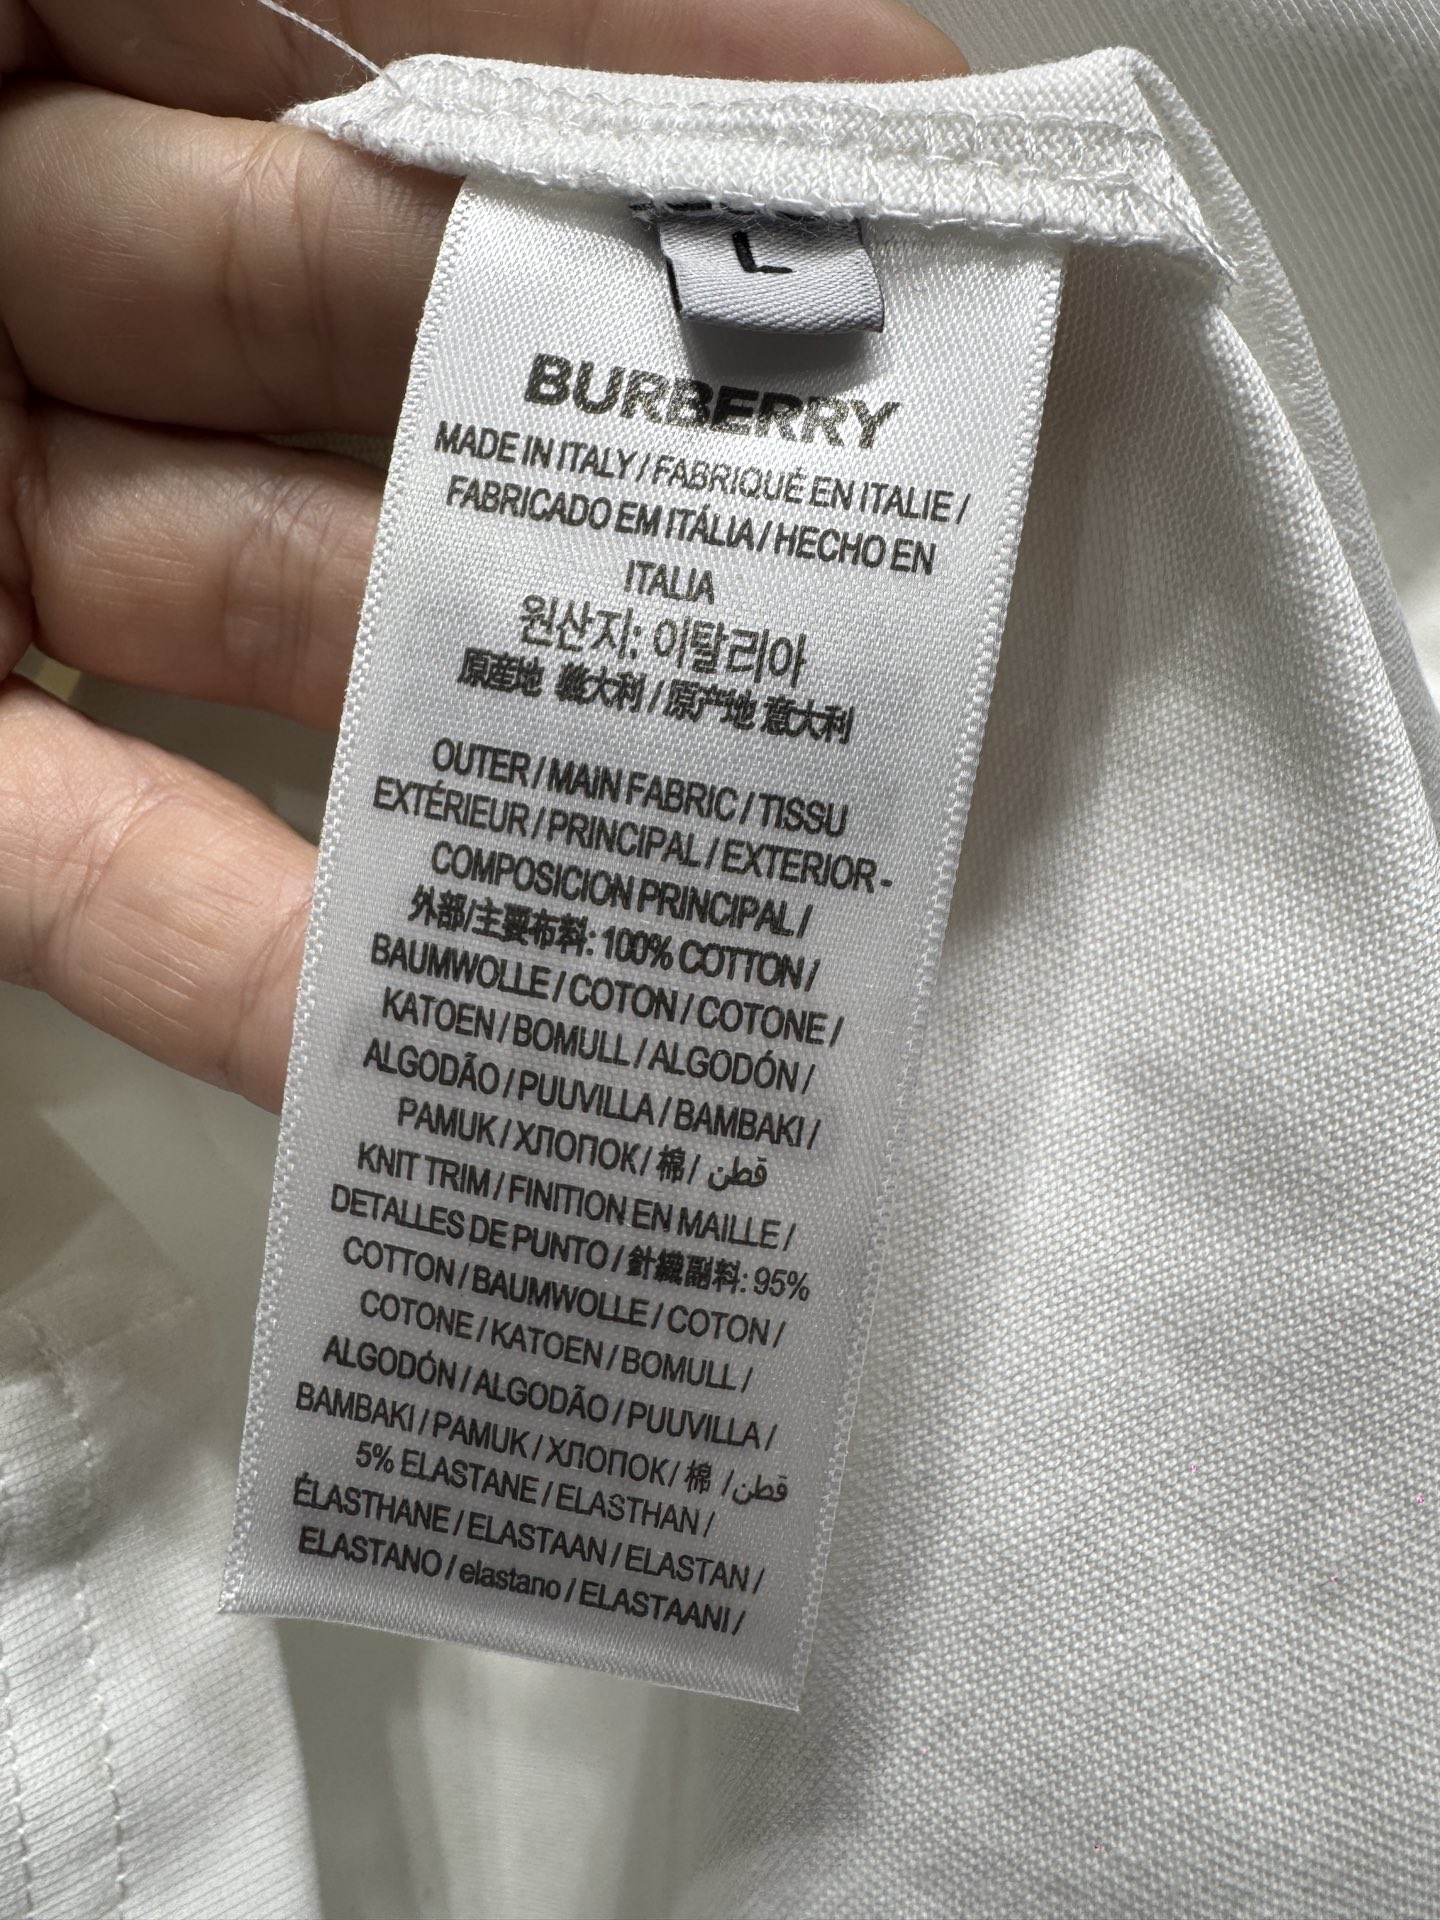 L
BURBERRY
MADE IN ITALY / FABRIQUÉ EN ITALIE /
FABRICADO EM ITÁLIA / HECHO EN
ITALIA
원산지: 이탈리아
原産地 靴大利 / 原产地 意大利
OUTER / MAIN FABRIC / TISSU
EXTÉRIEUR / PRINCIPAL / EXTERIOR -
COMPOSICION PRINCIPAL /
外部/主要布料: 100% COTTON /
BAUMWOLLE / COTON / COTONE /
KATOEN / BOMULL / ALGODÓN /
ALGODÃO / PUUVILLA / BAMBAKI /
PAMUK / ХЛОПОК / 棉 / قطن
KNIT TRIM / FINITION EN MAILLE /
DETALLES DE PUNTO / 針織副料: 95%
COTTON / BAUMWOLLE / COTON /
COTONE / KATOEN / BOMULL /
ALGODÓN / ALGODÃO / PUUVILLA /
BAMBAKI / PAMUK / ХЛОПОК / 棉 / قطن
5% ELASTANE / ELASTHAN /
ÉLASTHANE / ELASTAAN / ELASTAN /
ELASTANO / elastano / ELASTAANI /